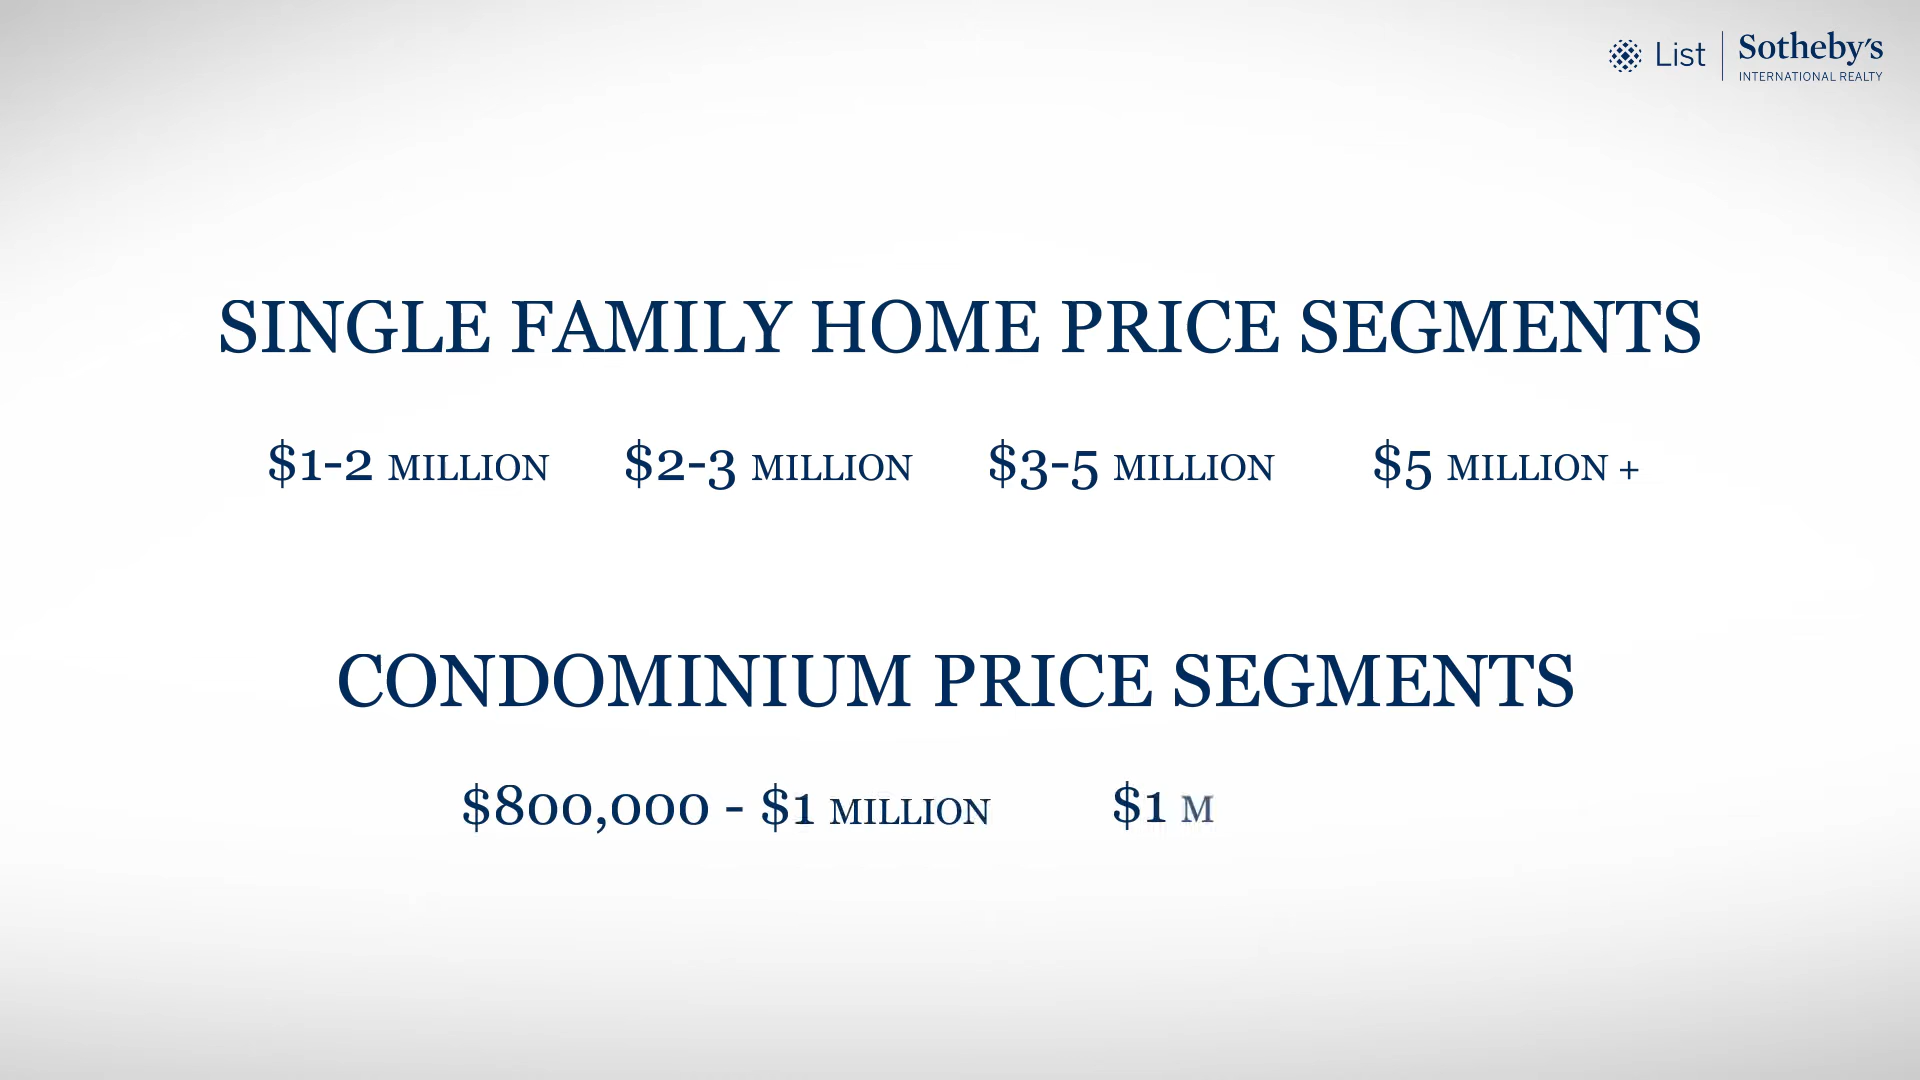 List
Sotheby's
INTERNATIONAL REALTY
SINGLE FAMILY HOME PRICE SEGMENTS
$1-2 MILLION $2-3 MILLION $3-5 MILLION $5 MILLION +
CONDOMINIUM PRICE SEGMENTS
$800,000 - $1 MILLION $1 M